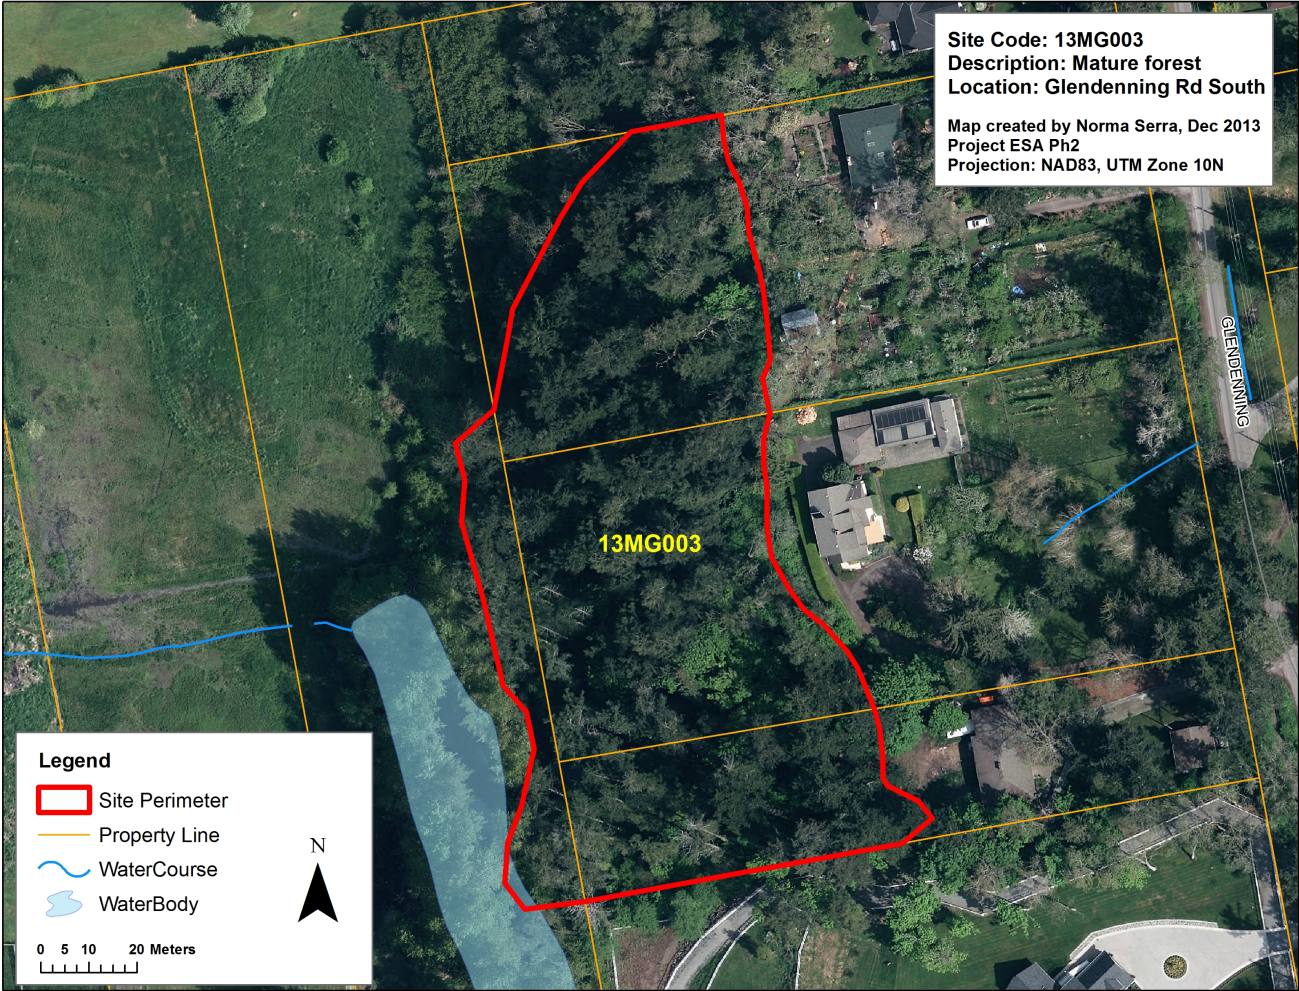 Site Code: 13MG003
Description: Mature forest
Location: Glendenning Rd South
Map created by Norma Serra, Dec 2013
Project ESA Ph2
Projection: NAD83, UTM Zone 10N
GLENDENNING
13MG003
Legend
Site Perimeter
Property Line
WaterCourse
WaterBody
N
0 5 10 20 Meters